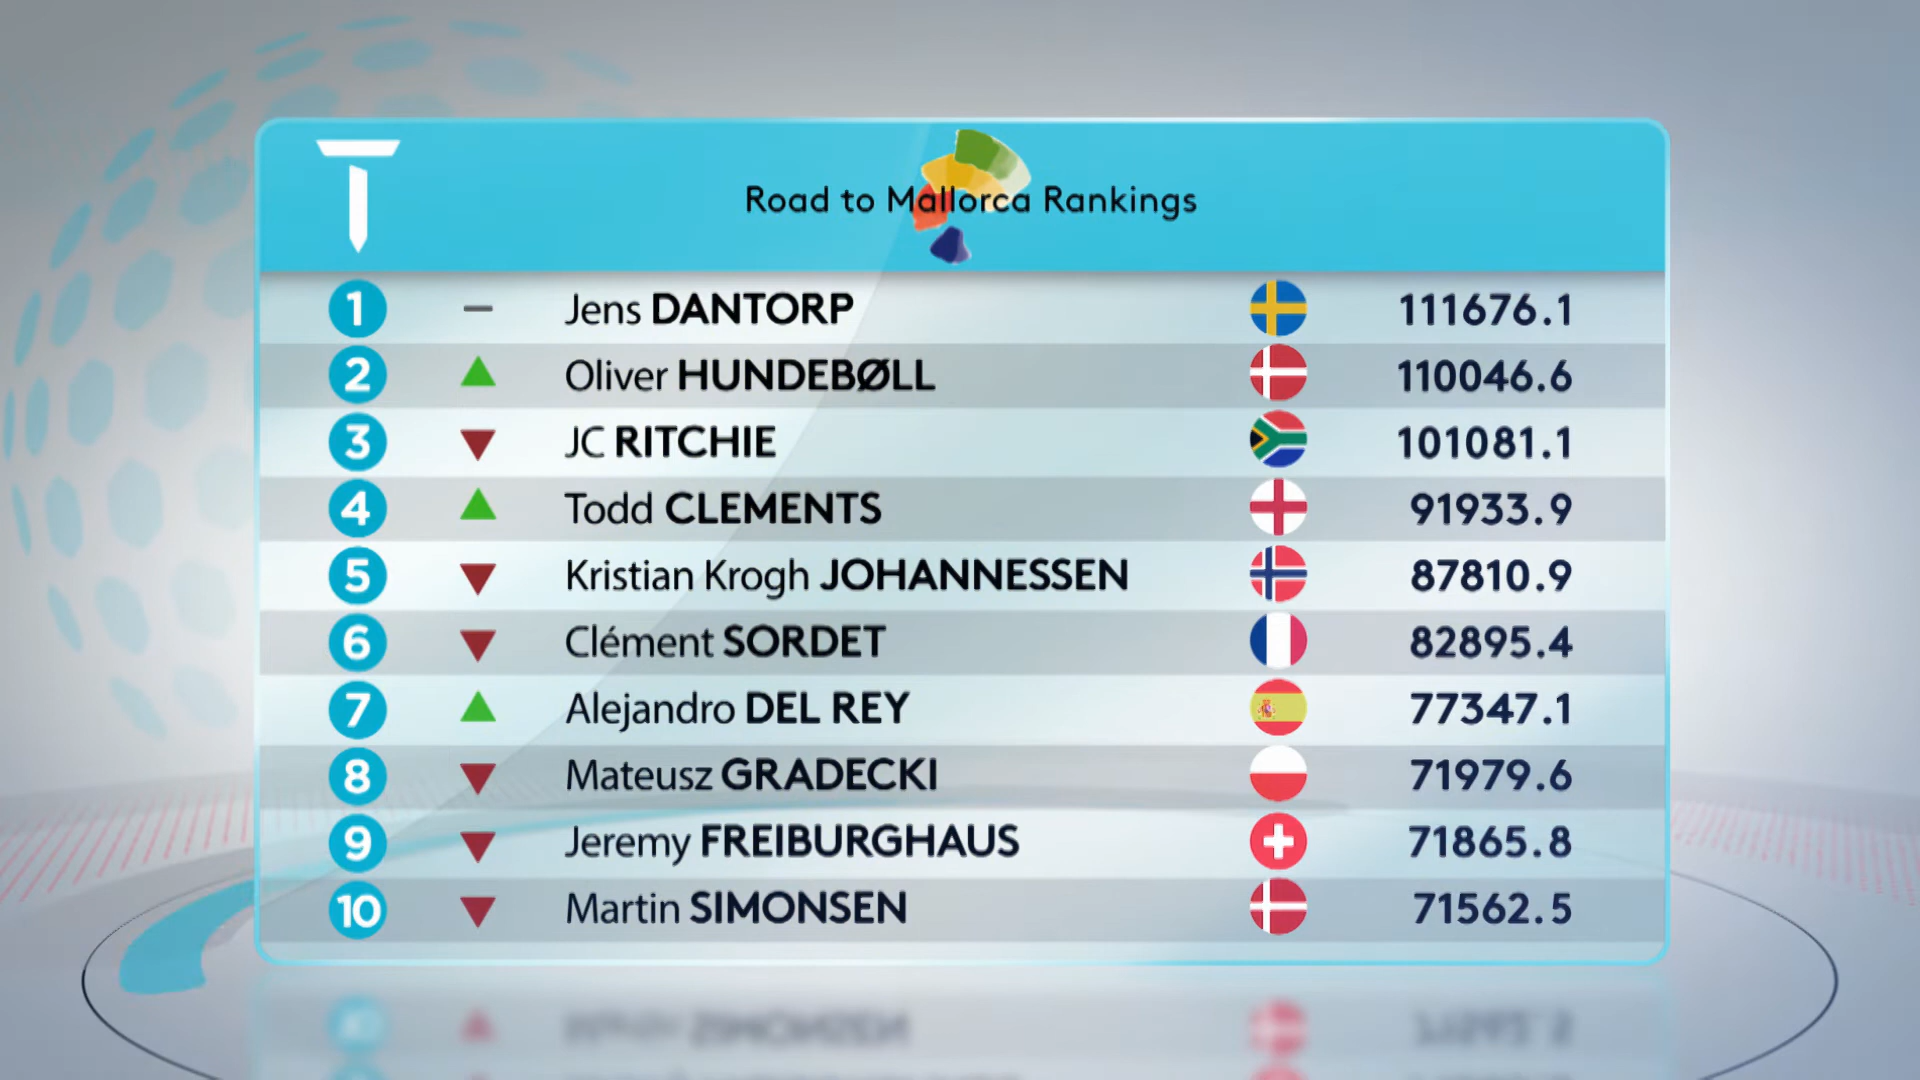 Road to Mallorca Rankings
1 – Jens DANTORP 111676.1
2 ▲ Oliver HUNDEBØLL 110046.6
3 ▼ JC RITCHIE 101081.1
4 ▲ Todd CLEMENTS 91933.9
5 ▼ Kristian Krogh JOHANNESSEN 87810.9
6 ▼ Clément SORDET 82895.4
7 ▲ Alejandro DEL REY 77347.1
8 ▼ Mateusz GRADECKI 71979.6
9 ▼ Jeremy FREIBURGHAUS 71865.8
10 ▼ Martin SIMONSEN 71562.5